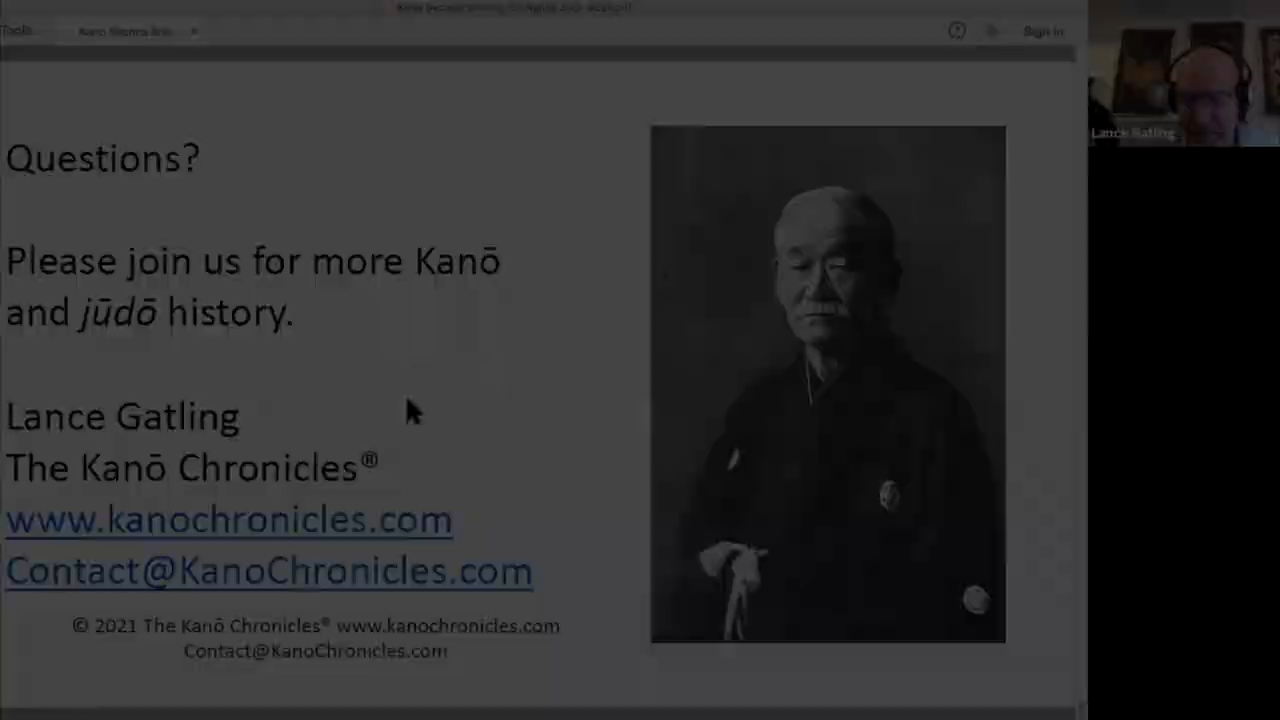 Tools
Sign In
Lance Gatling
Questions?
Please join us for more Kanō
and jūdō history.
Lance Gatling
The Kanō Chronicles®
www.kanochronicles.com
Contact@KanoChronicles.com
© 2021 The Kanō Chronicles® www.kanochronicles.com
Contact@KanoChronicles.com